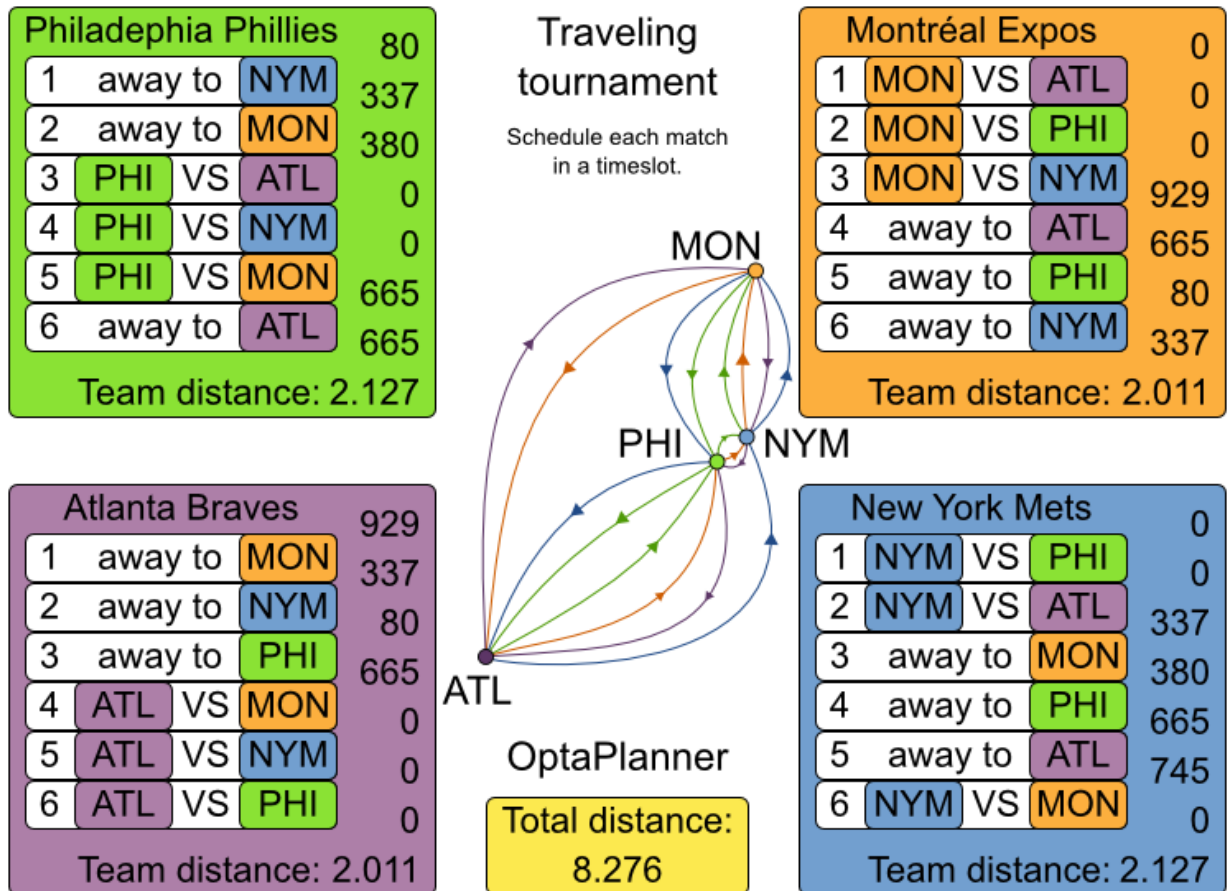 Philadephia Phillies
80
1 away to NYM
337
2 away to MON
380
3 PHI VS ATL
0
4 PHI VS NYM
0
5 PHI VS MON
665
6 away to ATL
665
Team distance: 2.127
Traveling
tournament
Schedule each match
in a timeslot.
Montréal Expos
0
1 MON VS ATL
0
2 MON VS PHI
0
3 MON VS NYM
929
4 away to ATL
665
5 away to PHI
80
6 away to NYM
337
Team distance: 2.011
MON
PHI
NYM
ATL
Atlanta Braves
929
1 away to MON
337
2 away to NYM
80
3 away to PHI
665
4 ATL VS MON
0
5 ATL VS NYM
0
6 ATL VS PHI
0
Team distance: 2.011
OptaPlanner
Total distance:
8.276
New York Mets
0
1 NYM VS PHI
0
2 NYM VS ATL
337
3 away to MON
380
4 away to PHI
665
5 away to ATL
745
6 NYM VS MON
0
Team distance: 2.127